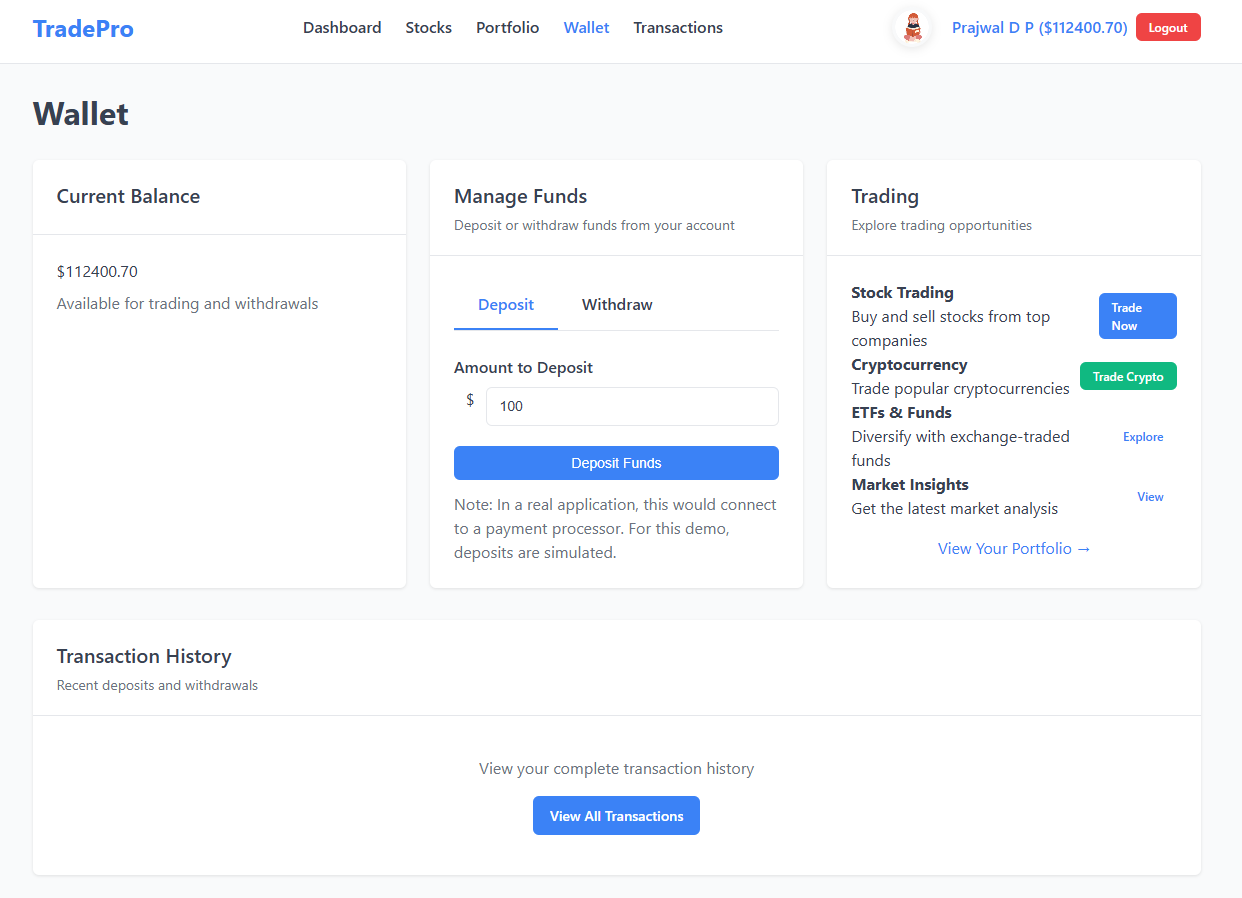 TradePro
Dashboard
Stocks
Portfolio
Wallet
Transactions
Prajwal D P ($112400.70)
Logout
Wallet
Current Balance
$112400.70
Available for trading and withdrawals
Manage Funds
Deposit or withdraw funds from your account
Deposit
Withdraw
Amount to Deposit
$
100
Deposit Funds
Note: In a real application, this would connect
to a payment processor. For this demo,
deposits are simulated.
Trading
Explore trading opportunities
Stock Trading
Buy and sell stocks from top
companies
Trade
Now
Cryptocurrency
Trade popular cryptocurrencies
Trade Crypto
ETFs & Funds
Diversify with exchange-traded
funds
Explore
Market Insights
Get the latest market analysis
View
View Your Portfolio →
Transaction History
Recent deposits and withdrawals
View your complete transaction history
View All Transactions